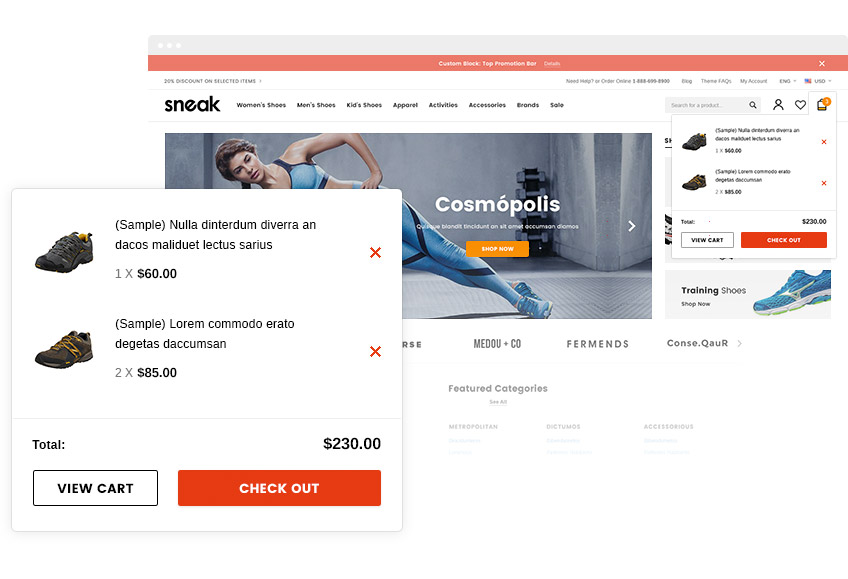 Custom Block: Top Promotion Bar Details
20% DISCOUNT ON SELECTED ITEMS
Need Help? or Order Online 1-888-699-8900 Blog Theme FAQs My Account ENG USD
sneak Women's Shoes Men's Shoes Kid's Shoes Apparel Activities Accessories Brands Sale
Search for a product...
(Sample) Nulla dinterdum diverra an
dacos maliduet lectus sarius
1 X $60.00
(Sample) Lorem commodo erato
degetas daccumsan
2 X $85.00
Total: $230.00
VIEW CART CHECK OUT
Cosmópolis
Quisque blandit tincidunt an sit amet accumsan diamos
SHOP NOW
Training Shoes
Shop Now
MEDOU + CO FERMENDS Conse.QauR
Featured Categories
See All
METROPOLITAN DICTUMOS ACCESSORIOUS
(Sample) Nulla dinterdum diverra an
dacos maliduet lectus sarius
1 X $60.00
(Sample) Lorem commodo erato
degetas daccumsan
2 X $85.00
Total: $230.00
VIEW CART CHECK OUT